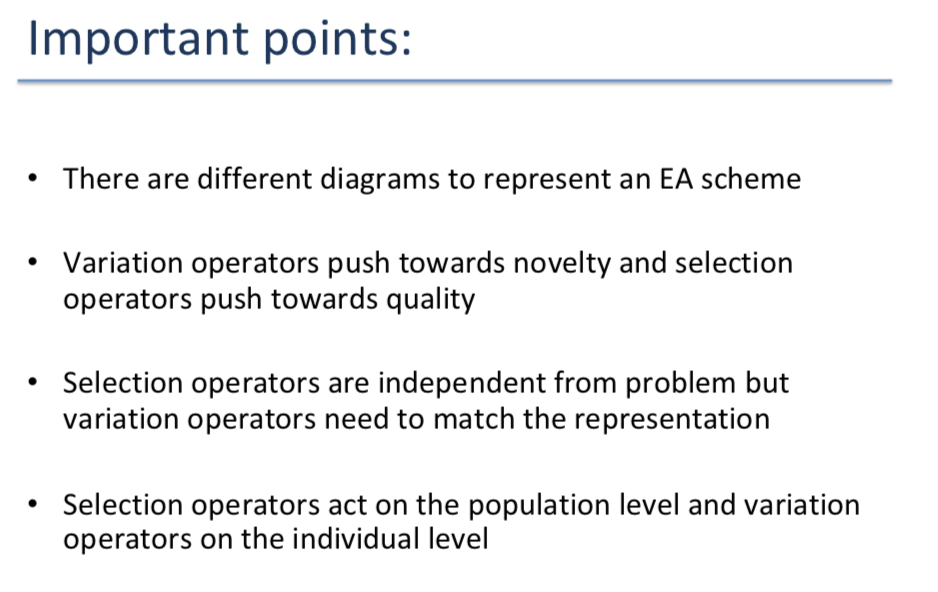 Important points:
• There are different diagrams to represent an EA scheme
• Variation operators push towards novelty and selection
operators push towards quality
• Selection operators are independent from problem but
variation operators need to match the representation
• Selection operators act on the population level and variation
operators on the individual level